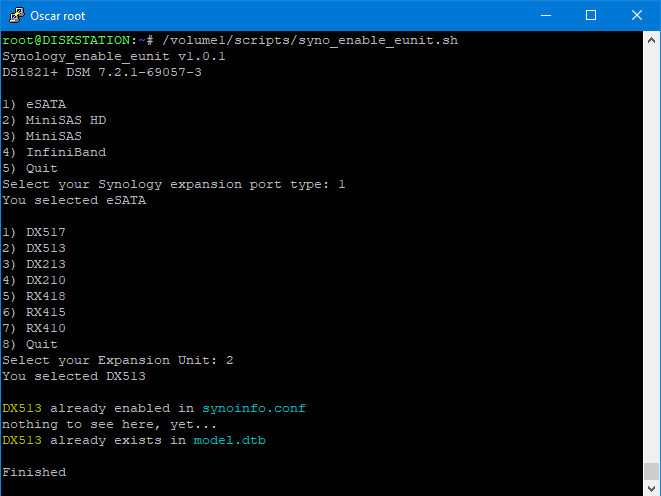 Oscar root
root@DISKSTATION:~# /volume1/scripts/syno_enable_eunit.sh
Synology_enable_eunit v1.0.1
DS1821+ DSM 7.2.1-69057-3
1) eSATA
2) MiniSAS HD
3) MiniSAS
4) InfiniBand
5) Quit
Select your Synology expansion port type: 1
You selected eSATA
1) DX517
2) DX513
3) DX213
4) DX210
5) RX418
6) RX415
7) RX410
8) Quit
Select your Expansion Unit: 2
You selected DX513
DX513 already enabled in synoinfo.conf
nothing to see here, yet...
DX513 already exists in model.dtb
Finished